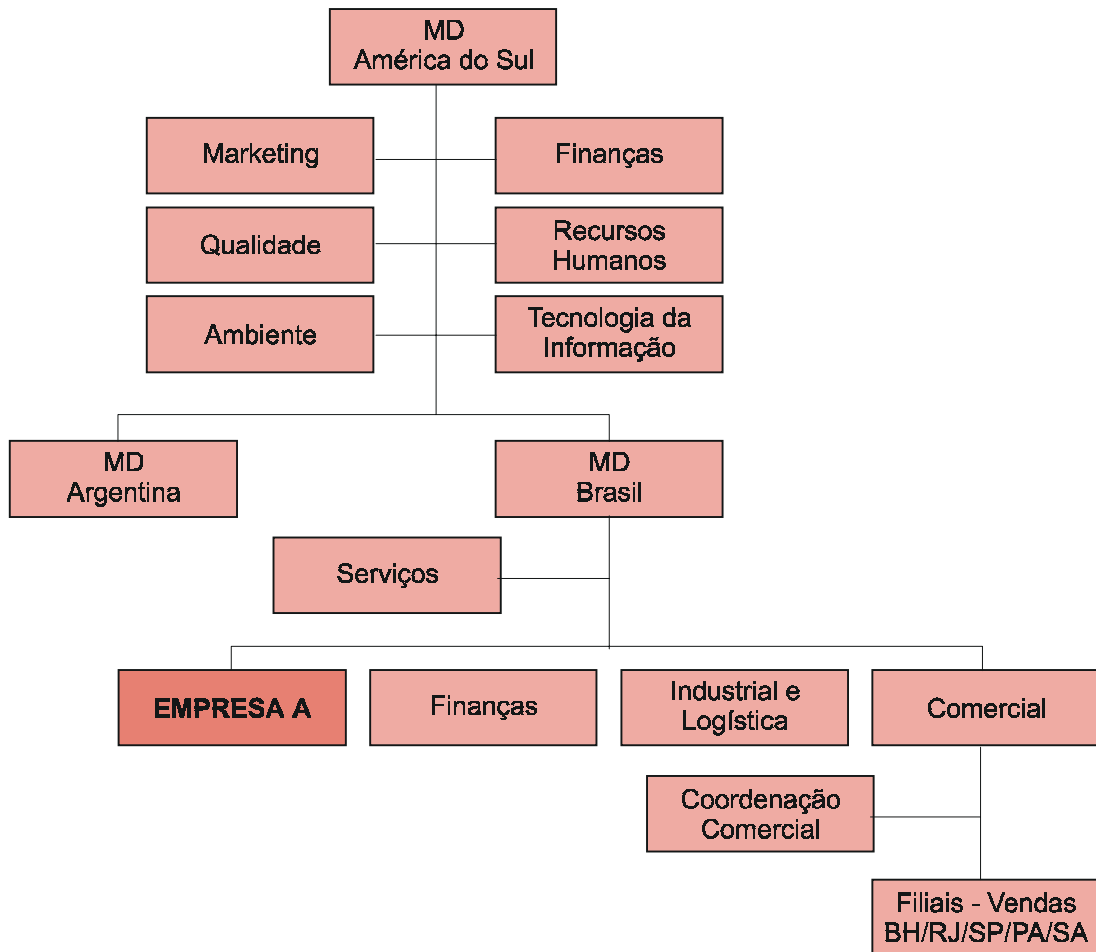 MD
América do Sul
Marketing
Finanças
Qualidade
Recursos
Humanos
Ambiente
Tecnologia da
Informação
MD
Argentina
MD
Brasil
Serviços
EMPRESA A
Finanças
Industrial e
Logística
Comercial
Coordenação
Comercial
Filiais - Vendas
BH/RJ/SP/PA/SA